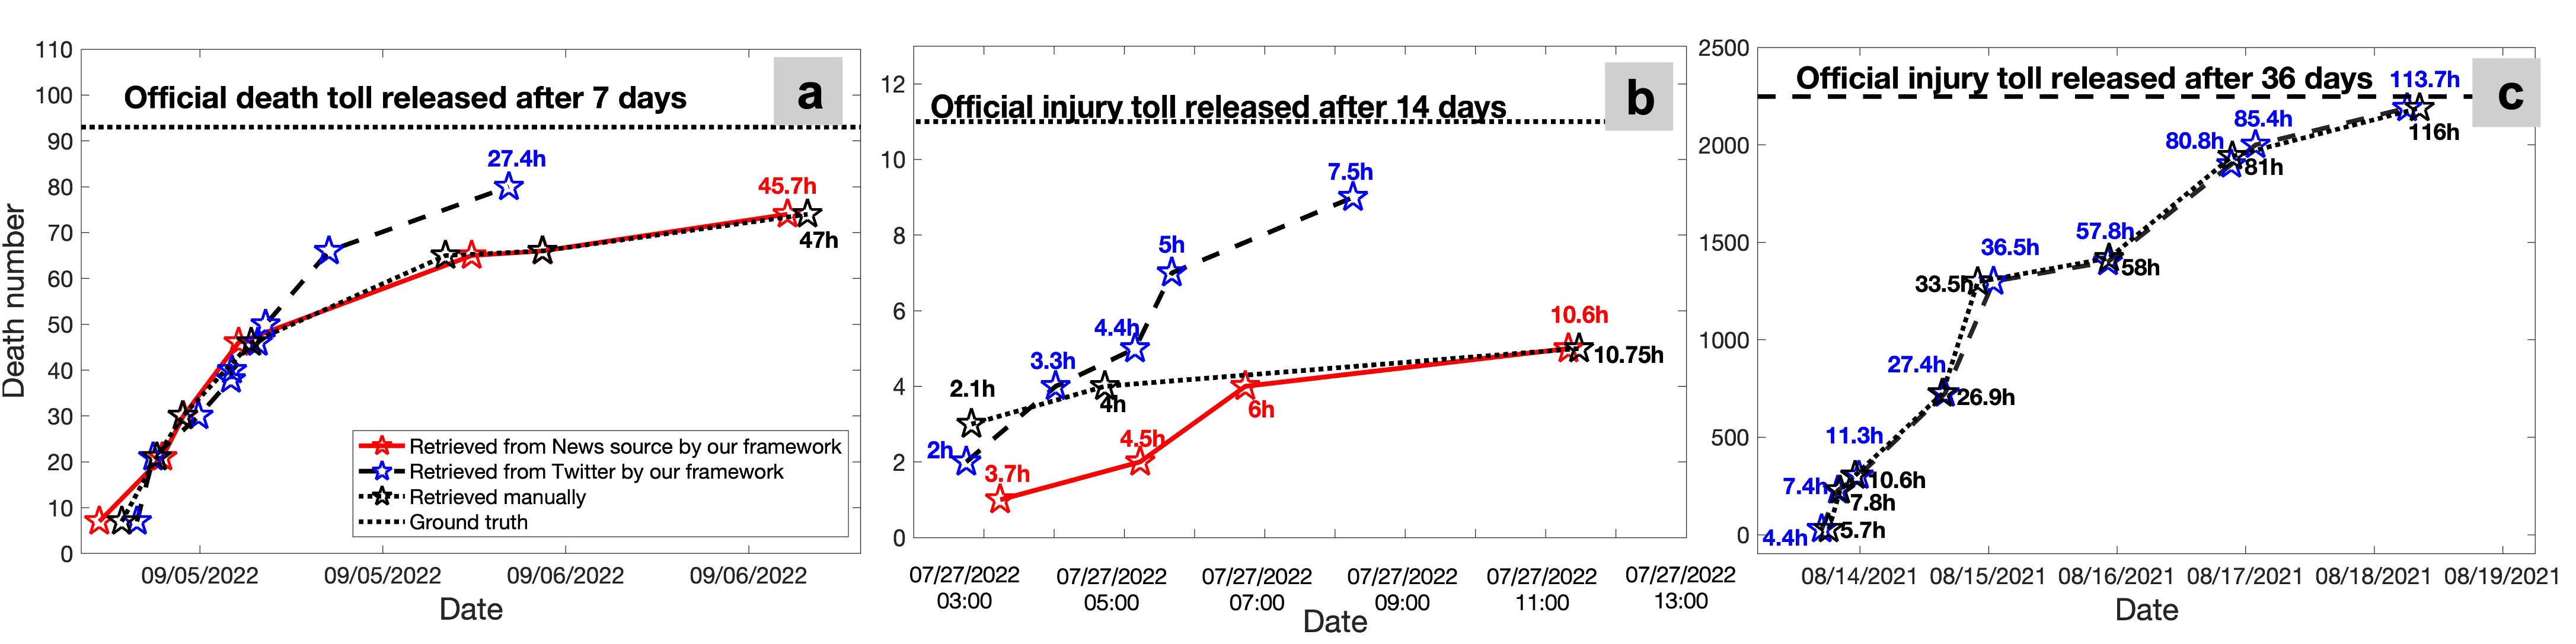 110
100
90
80
70
60
50
40
30
20
10
0
Death number
Official death toll released after 7 days
a
27.4h
45.7h
47h
Retrieved from News source by our framework
Retrieved from Twitter by our framework
Retrieved manually
Ground truth
09/05/2022 09/05/2022 09/06/2022 09/06/2022
Date
12
10
8
6
4
2
0
Official injury toll released after 14 days
b
7.5h
5h
4.4h
3.3h
2.1h
4h
2h
3.7h
4.5h
6h
10.6h
10.75h
07/27/2022 07/27/2022 07/27/2022 07/27/2022 07/27/2022 07/27/2022
03:00 05:00 07:00 09:00 11:00 13:00
Date
2500
2000
1500
1000
500
0
Official injury toll released after 36 days
c
113.7h
116h
85.4h
80.8h
81h
57.8h
58h
36.5h
33.5h
27.4h
26.9h
11.3h
10.6h
7.4h
7.8h
4.4h
5.7h
08/14/2021 08/15/2021 08/16/2021 08/17/2021 08/18/2021 08/19/2021
Date